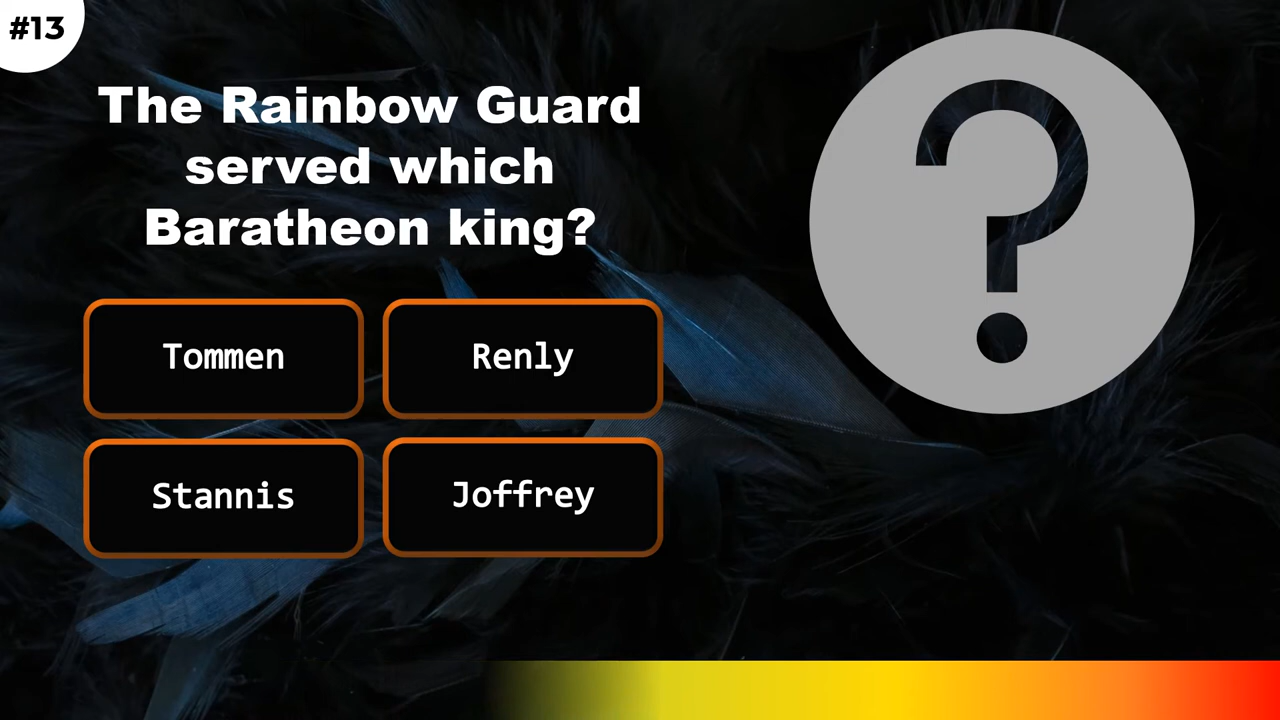 #13
The Rainbow Guard
served which
Baratheon king?
Tommen
Renly
Stannis
Joffrey
?